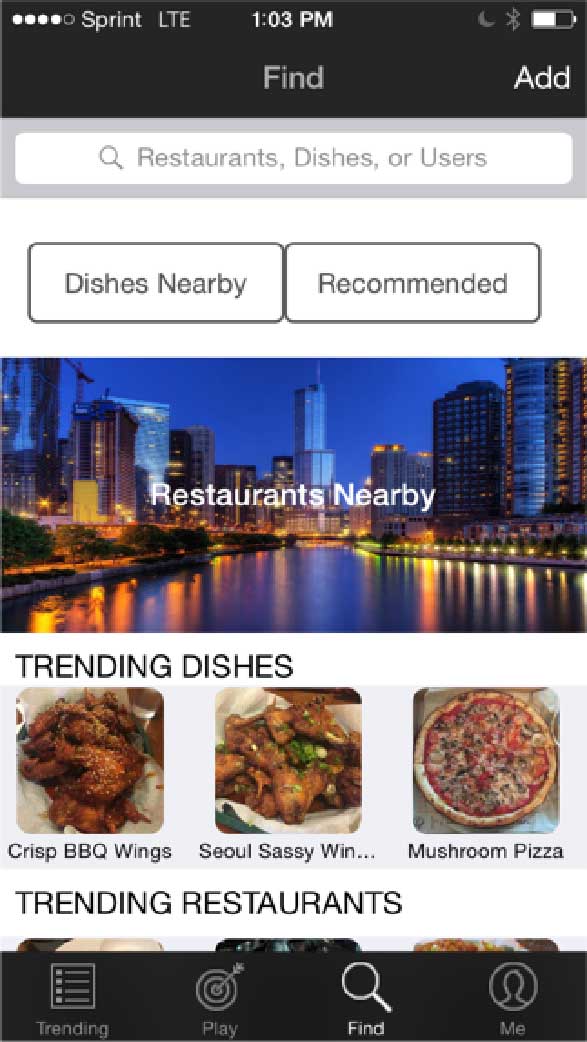 Sprint LTE 1:03 PM
Find Add
Restaurants, Dishes, or Users
Dishes Nearby Recommended
Restaurants Nearby
TRENDING DISHES
Crisp BBQ Wings Seoul Sassy Win... Mushroom Pizza
TRENDING RESTAURANTS
Trending Play Find Me